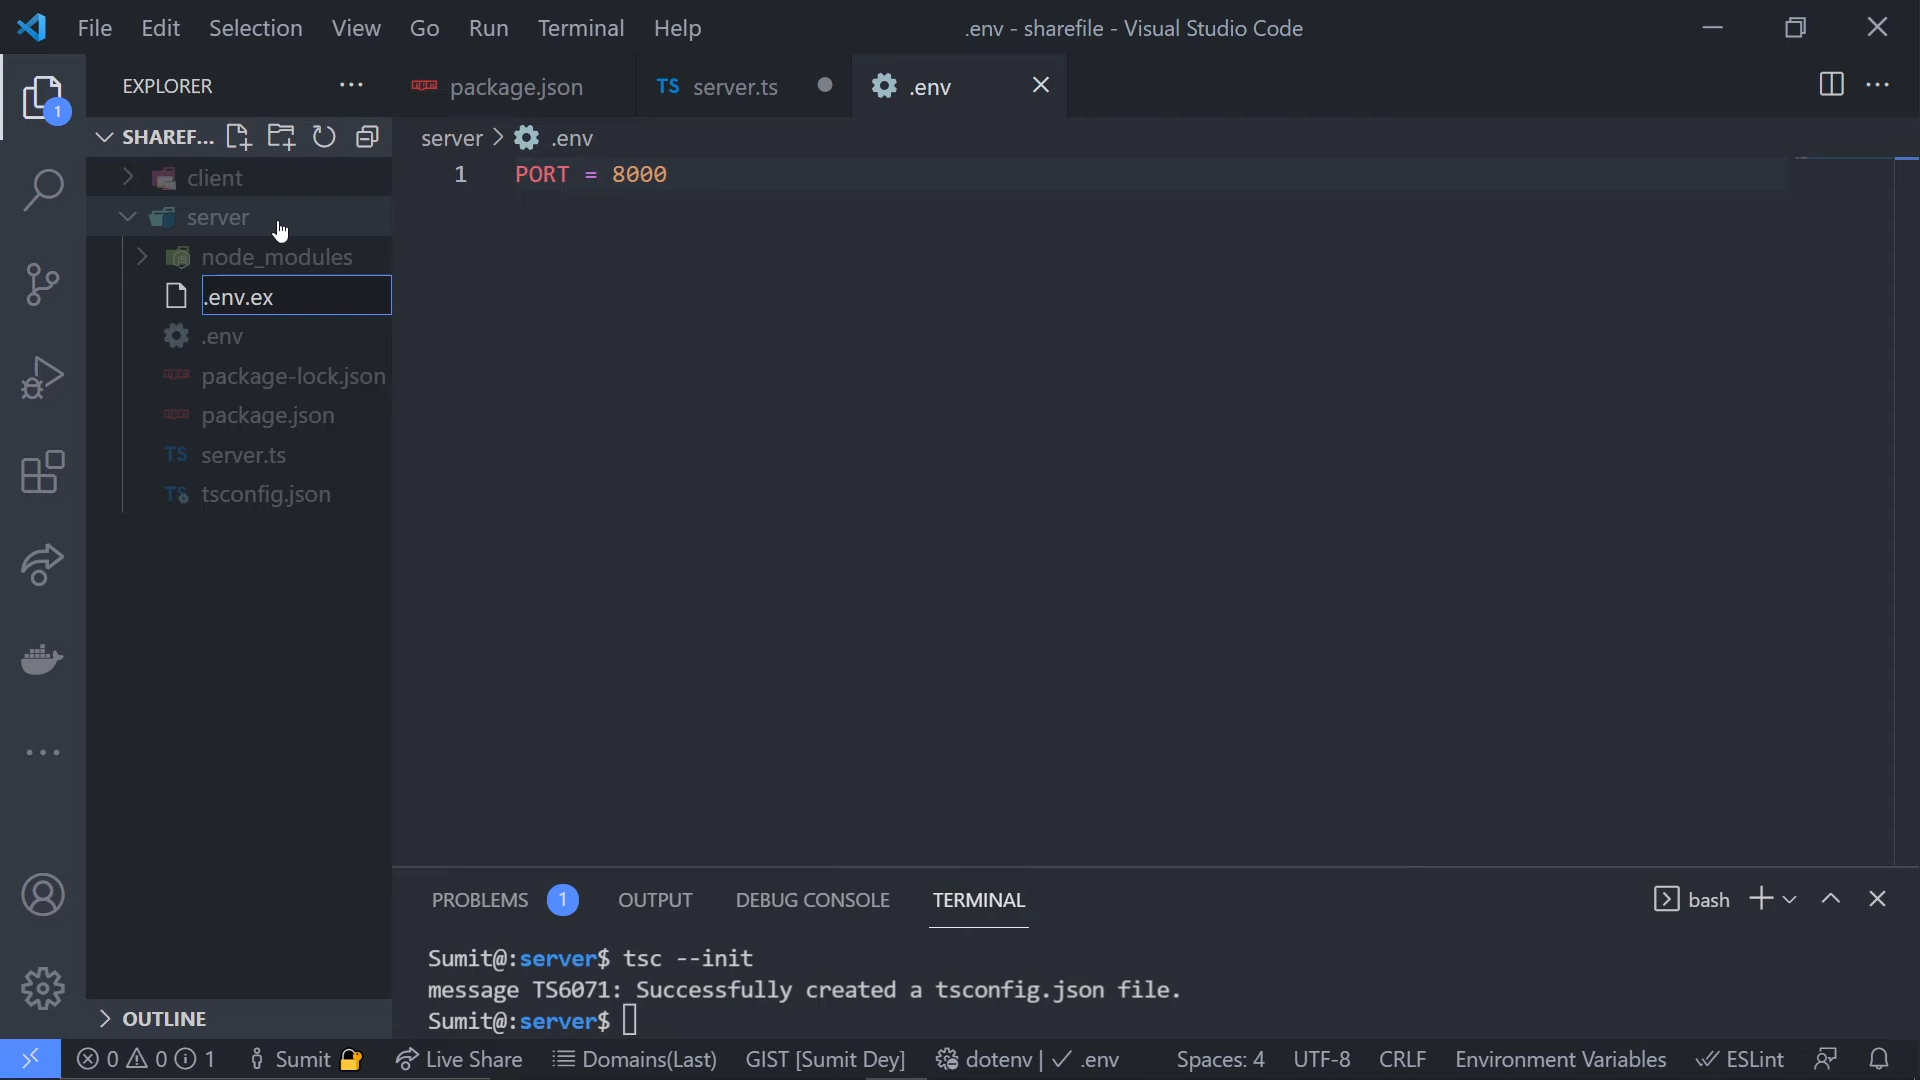 File Edit Selection View Go Run Terminal Help .env - sharefile - Visual Studio Code
EXPLORER
package.json
TS server.ts
.env
1
SHAREF...
server > .env
1 PORT = 8000
client
server
node_modules
.env.ex
.env
package-lock.json
package.json
TS server.ts
TS tsconfig.json
OUTLINE
PROBLEMS 1 OUTPUT DEBUG CONSOLE TERMINAL bash
Sumit@:server$ tsc --init
message TS6071: Successfully created a tsconfig.json file.
Sumit@:server$
0 0 1 Sumit Live Share Domains(Last) GIST [Sumit Dey] dotenv | .env Spaces: 4 UTF-8 CRLF Environment Variables ESLint